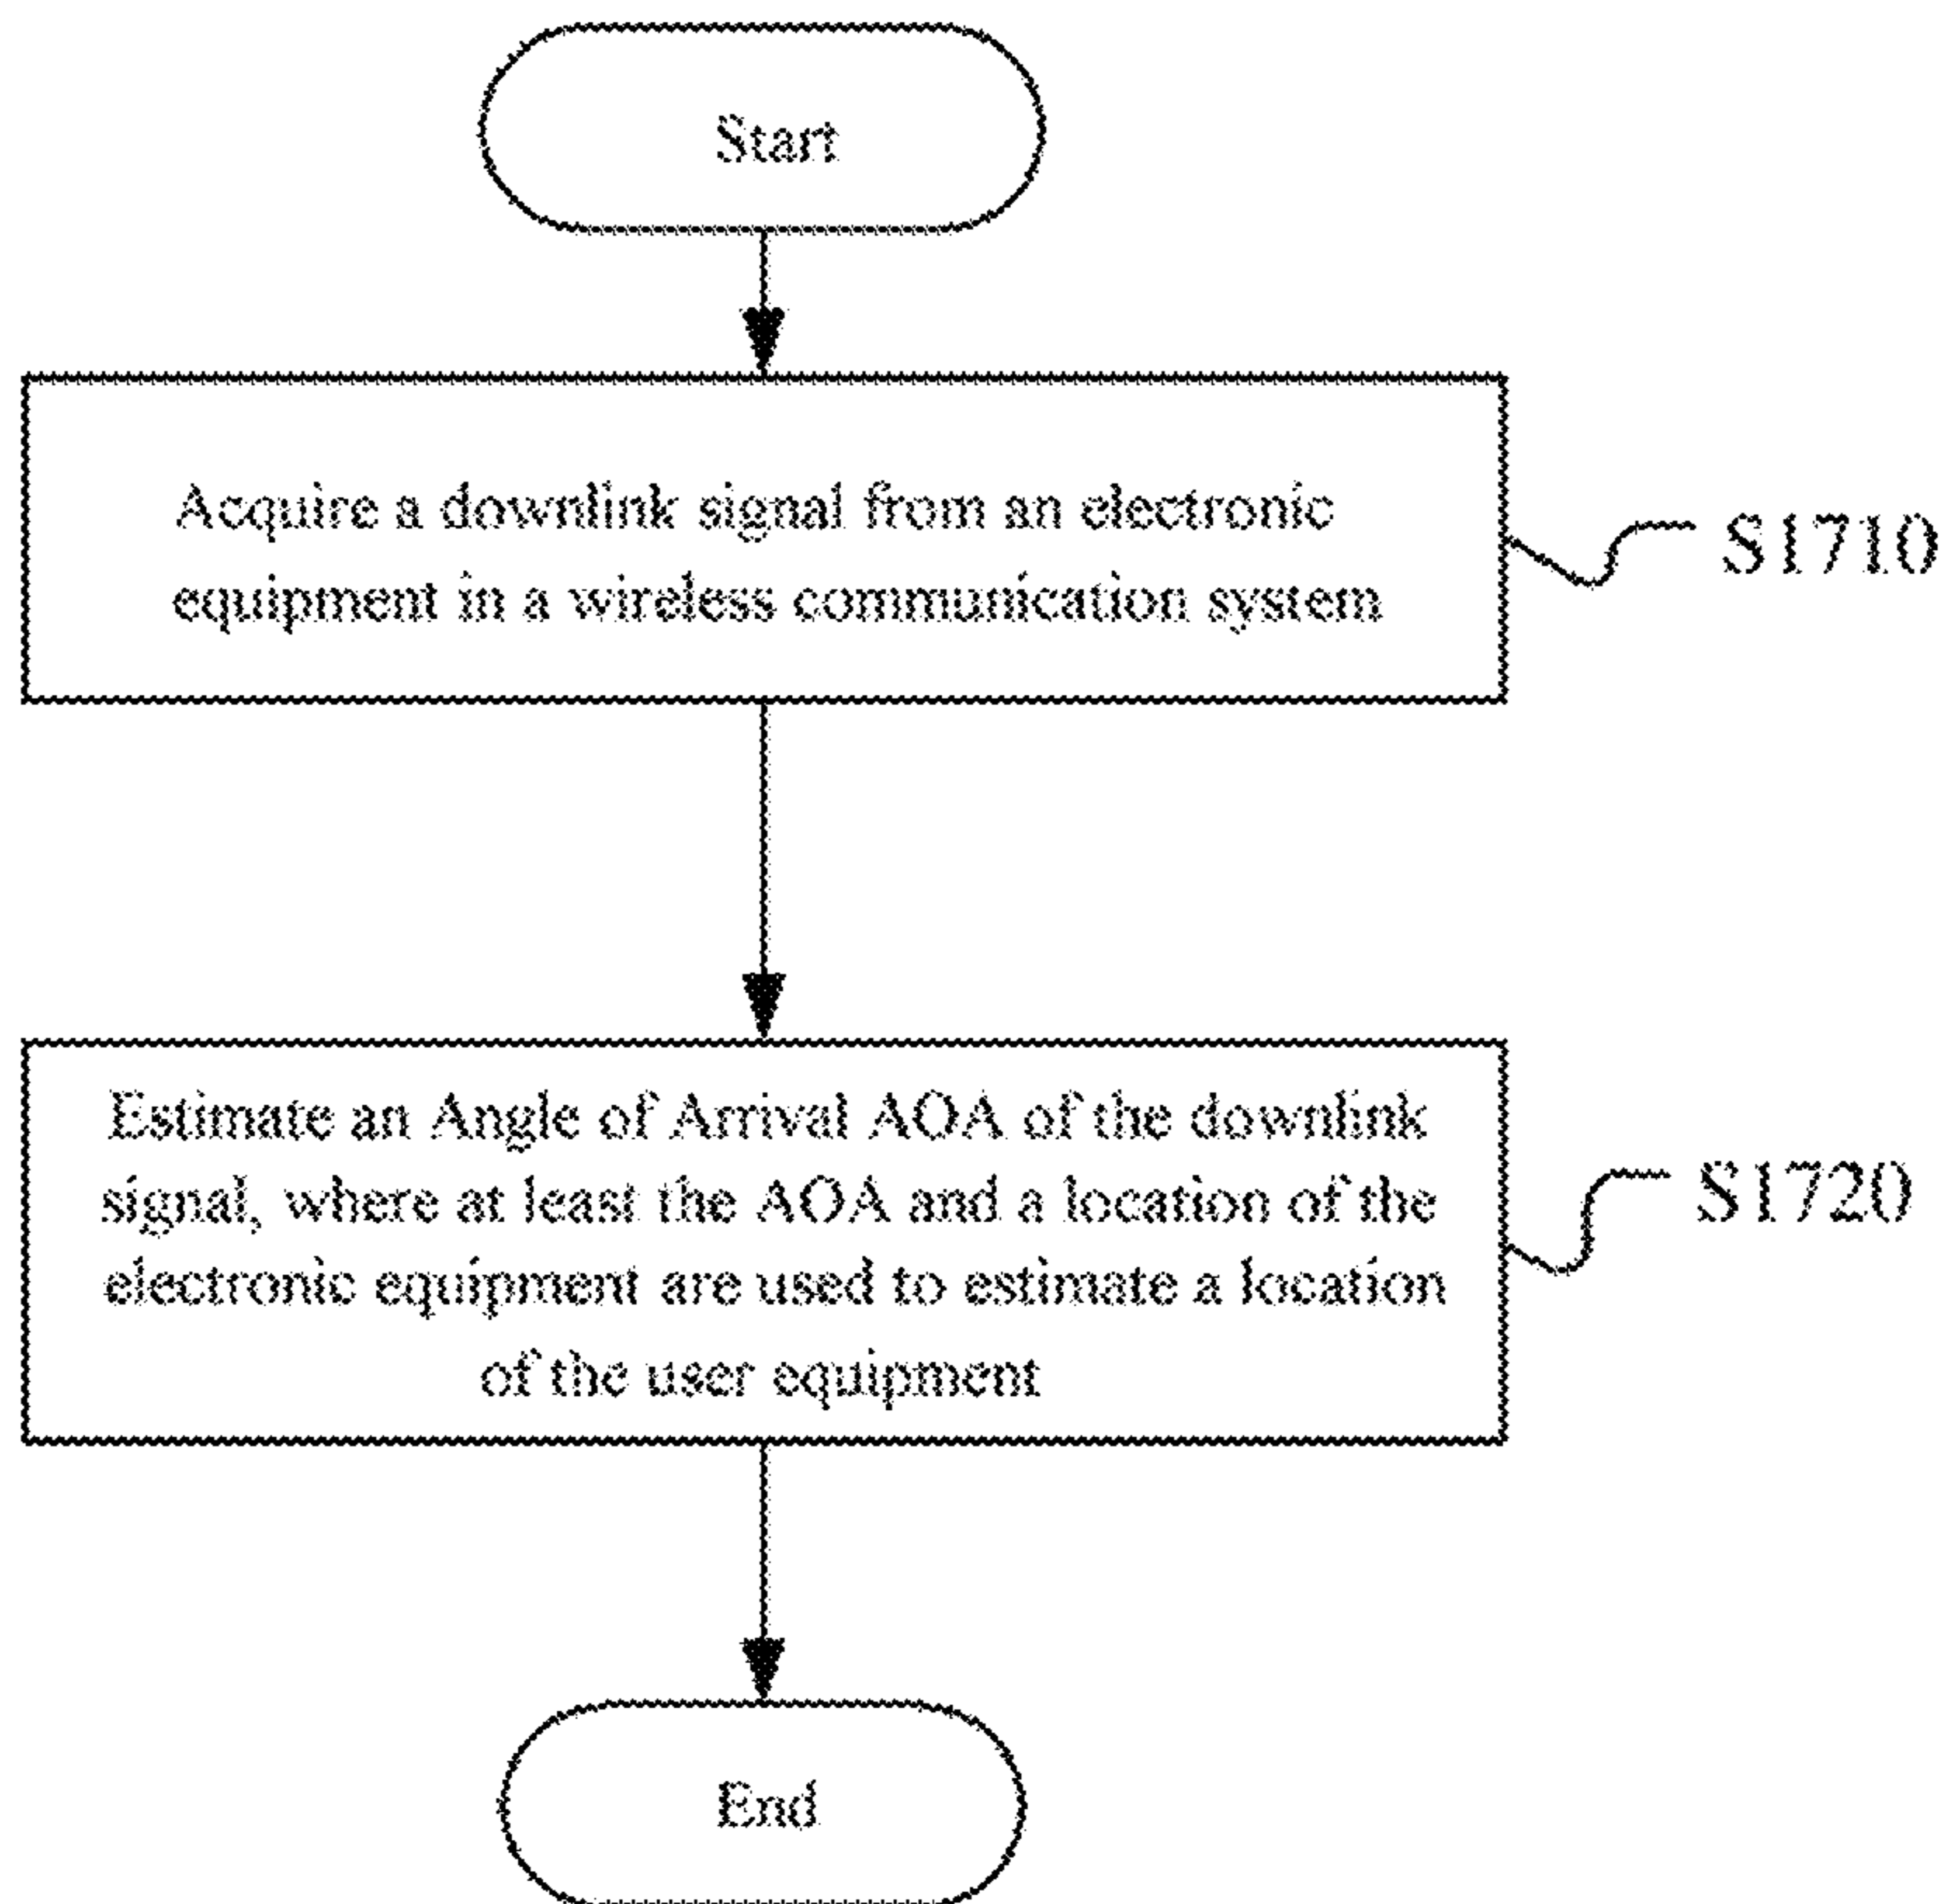 Start
Acquire a downlink signal from an electronic
equipment in a wireless communication system
S1710
Estimate an Angle of Arrival AOA of the downlink
signal, where at least the AOA and a location of the
electronic equipment are used to estimate a location
of the user equipment
S1720
End